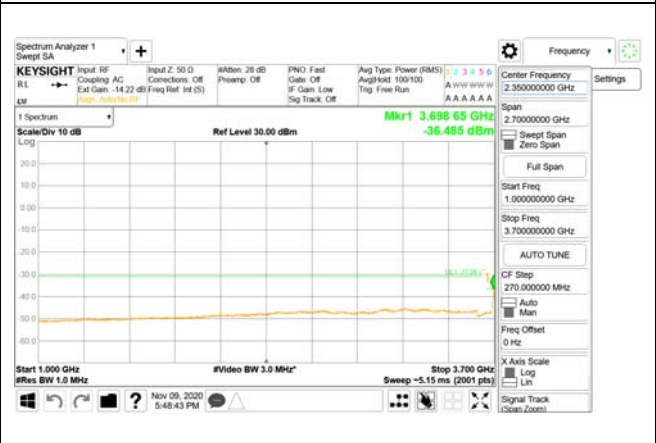 Spectrum Analyzer 1
Swept SA
Frequency
KEYSIGHT
R L
Input: RF
Coupling: AC
Ext Gain: -14.22 dB
Align: Auto/No RF
Input Z: 50 Ω
Corrections: Off
Freq Ref: Int (S)
#Atten: 28 dB
Preamp: Off
PNO: Fast
Gate: Off
IF Gain: Low
Sig Track: Off
Avg Type: Power (RMS)
Avg|Hold: 100/100
Trig: Free Run
1 2 3 4 5 6
A W W W W W
A A A A A A
1 Spectrum
Scale/Div 10 dB
Log
Ref Level 30.00 dBm
Mkr1 3.698 65 GHz
-36.485 dBm
20.0
10.0
0.00
-10.0
-20.0
-30.0
-40.0
-50.0
-60.0
Start 1.000 GHz
#Res BW 1.0 MHz
#Video BW 3.0 MHz*
Stop 3.700 GHz
Sweep ~5.15 ms (2001 pts)
Nov 09, 2020
5:48:43 PM
Center Frequency
2.350000000 GHz
Settings
Span
2.70000000 GHz
Swept Span
Zero Span
Full Span
Start Freq
1.000000000 GHz
Stop Freq
3.700000000 GHz
AUTO TUNE
CF Step
270.000000 MHz
Auto
Man
Freq Offset
0 Hz
X Axis Scale
Log
Lin
Signal Track
(Span Zoom)